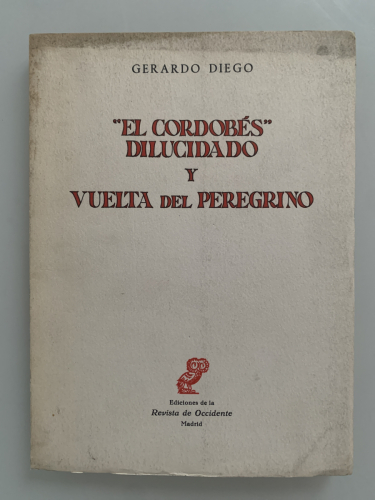 GERARDO DIEGO
"EL CORDOBÉS"
DILUCIDADO
Y
VUELTA DEL PEREGRINO
Ediciones de la
Revista de Occidente
Madrid